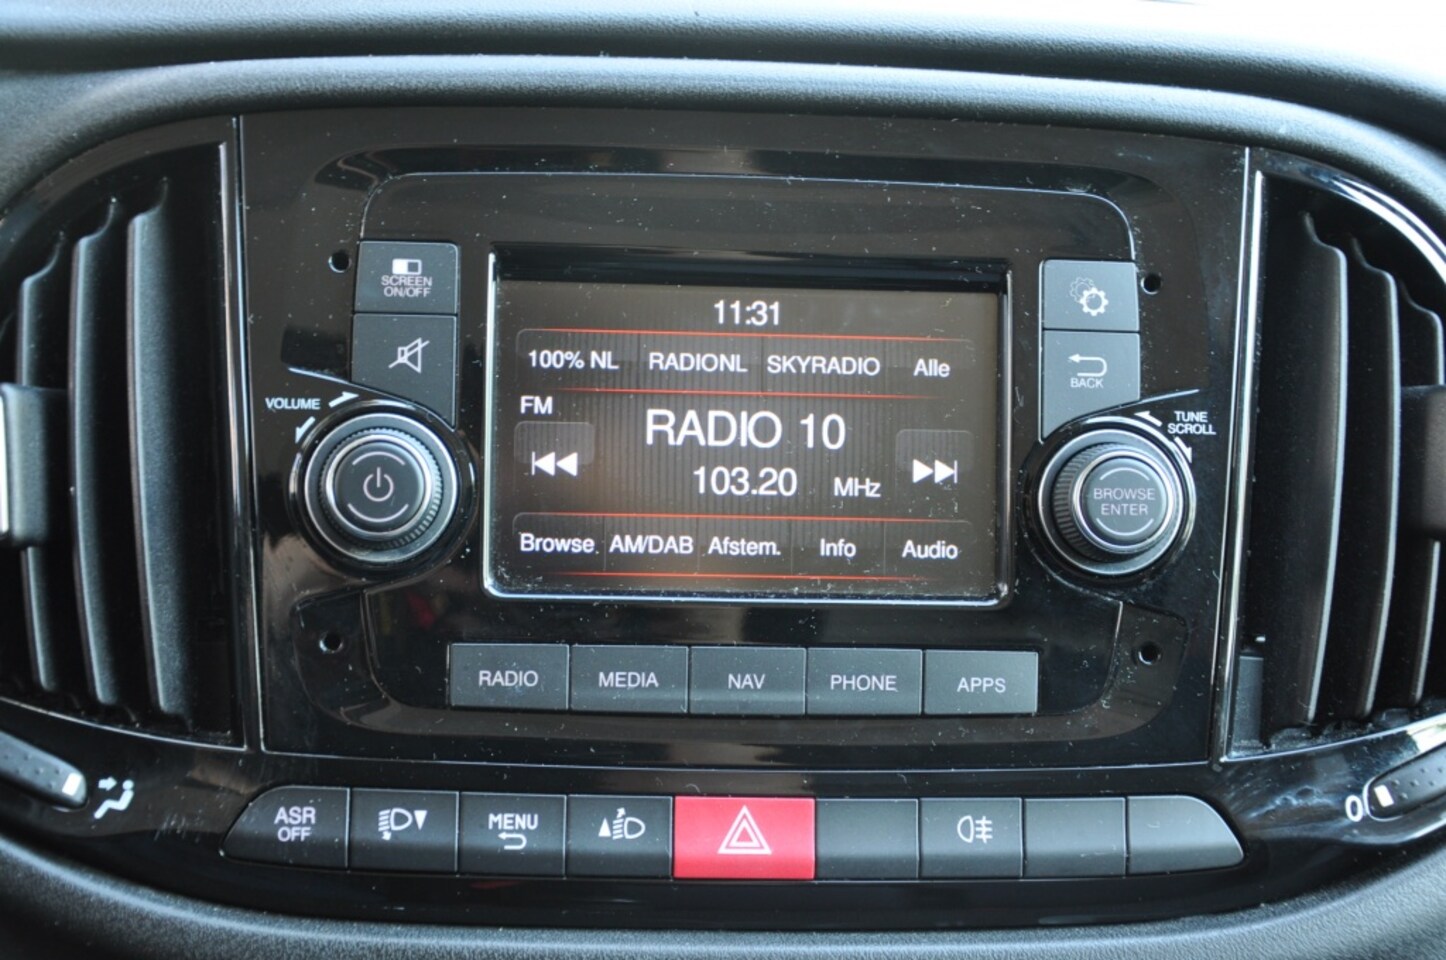 SCREEN
ON/OFF
VOLUME
11:31
100% NL RADIONL SKYRADIO Alle
FM
RADIO 10
103.20 MHz
Browse AM/DAB Afstem. Info Audio
BACK
TUNE
SCROLL
BROWSE
ENTER
RADIO MEDIA NAV PHONE APPS
ASR
OFF
MENU
0